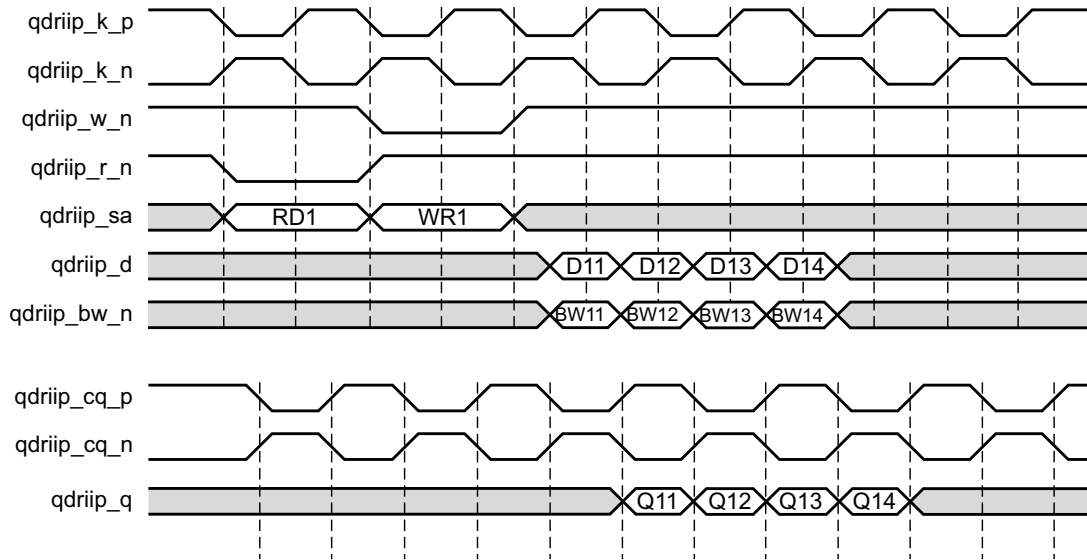 qdriip_k_p
qdriip_k_n
qdriip_w_n
qdriip_r_n
qdriip_sa RD1 WR1
qdriip_d D11 D12 D13 D14
qdriip_bw_n BW11 BW12 BW13 BW14
qdriip_cq_p
qdriip_cq_n
qdriip_q Q11 Q12 Q13 Q14